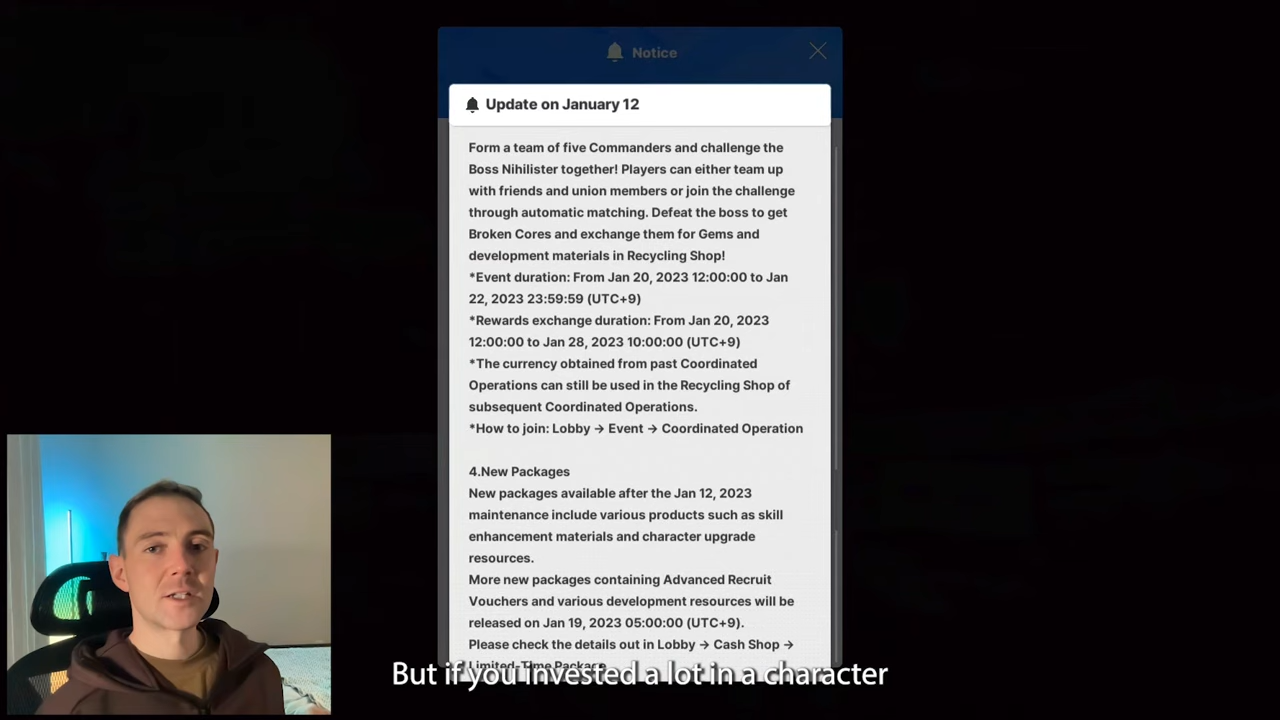 Notice
Update on January 12
Form a team of five Commanders and challenge the
Boss Nihilister together! Players can either team up
with friends and union members or join the challenge
through automatic matching. Defeat the boss to get
Broken Cores and exchange them for Gems and
development materials in Recycling Shop!
*Event duration: From Jan 20, 2023 12:00:00 to Jan
22, 2023 23:59:59 (UTC+9)
*Rewards exchange duration: From Jan 20, 2023
12:00:00 to Jan 28, 2023 10:00:00 (UTC+9)
*The currency obtained from past Coordinated
Operations can still be used in the Recycling Shop of
subsequent Coordinated Operations.
*How to join: Lobby → Event → Coordinated Operation
4.New Packages
New packages available after the Jan 12, 2023
maintenance include various products such as skill
enhancement materials and character upgrade
resources.
More new packages containing Advanced Recruit
Vouchers and various development resources will be
released on Jan 19, 2023 05:00:00 (UTC+9).
Please check the details out in Lobby → Cash Shop →
Limited-Time Package
But if you invested a lot in a character